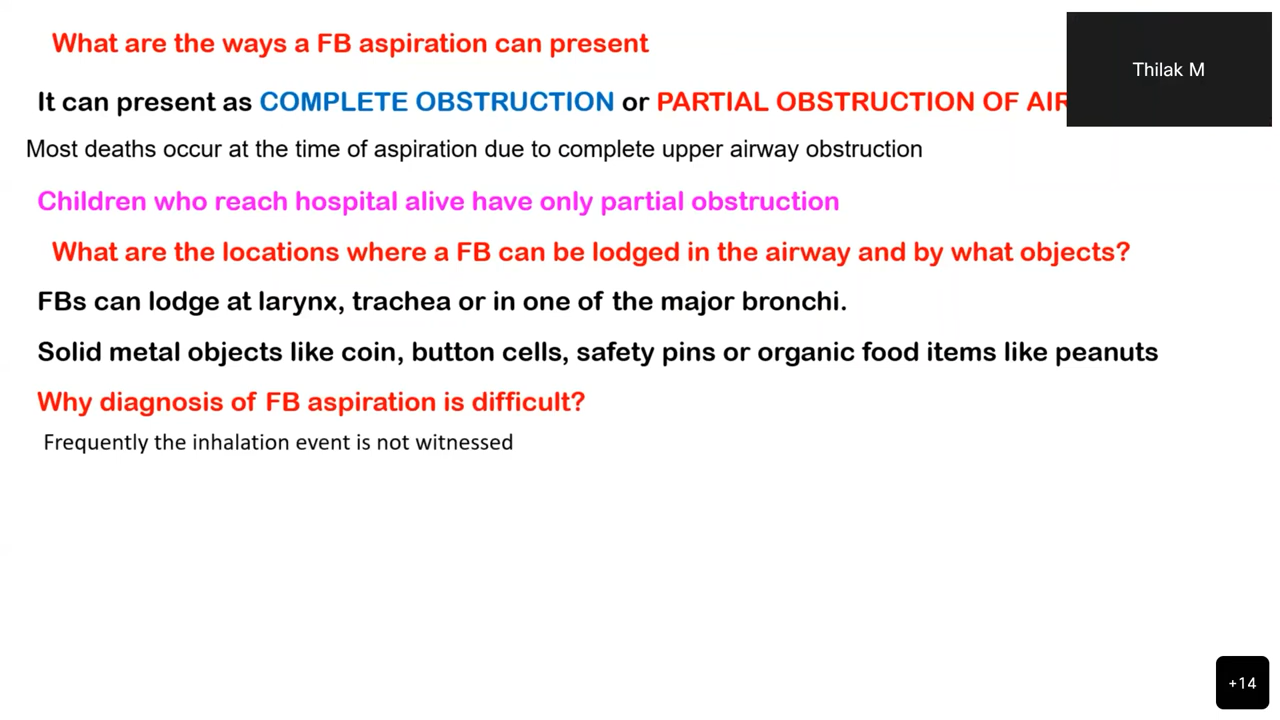 What are the ways a FB aspiration can present
Thilak M
It can present as COMPLETE OBSTRUCTION or PARTIAL OBSTRUCTION OF
Most deaths occur at the time of aspiration due to complete upper airway obstruction
Children who reach hospital alive have only partial obstruction
What are the locations where a FB can be lodged in the airway and by what objects?
FBs can lodge at larynx, trachea or in one of the major bronchi.
Solid metal objects like coin, button cells, safety pins or organic food items like peanuts
Why diagnosis of FB aspiration is difficult?
Frequently the inhalation event is not witnessed
+14